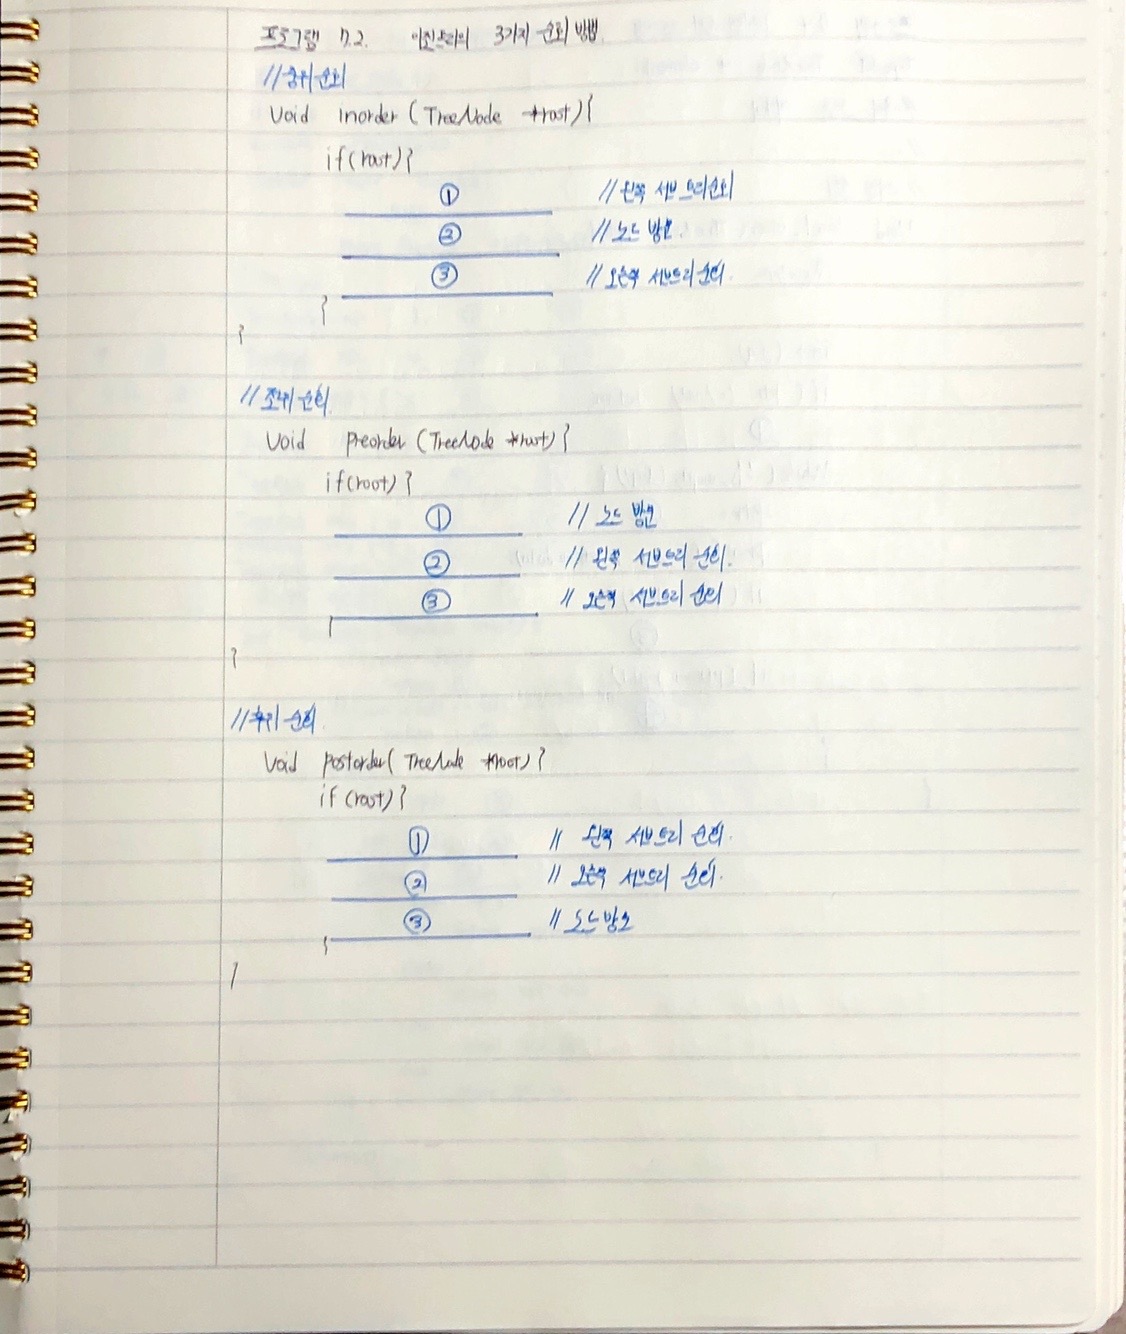 프로그램 7.2. 이진트리의 3가지 순회 방법
//중위 순회
Void inorder (TreeNode *root) {
if(root){
① // 왼쪽 서브 트리 순회
② // 노드 방문.
③ // 오른쪽 서브트리 순회.
}
}
// 전위 순회.
Void preorder (TreeNode *root) {
if(root) {
① // 노드 방문
② // 왼쪽 서브트리 순회.
③ // 오른쪽 서브트리 순회
}
}
//후위 순회.
Void postorder( TreeNode *root) {
if (root) {
① // 왼쪽 서브트리 순회.
② // 오른쪽 서브트리 순회.
③ // 노드 방문
}
}